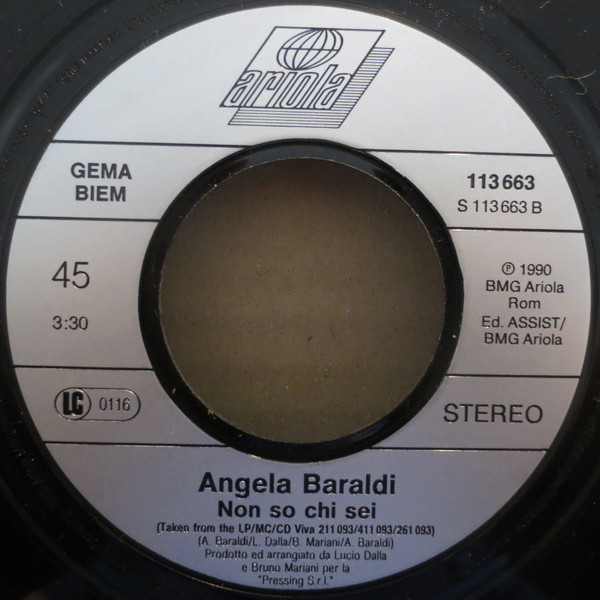 ariola
GEMA
BIEM
113 663
S 113 663 B
45
3:30
℗ 1990
BMG Ariola
Rom
Ed. ASSIST/
BMG Ariola
LC 0116
STEREO
Angela Baraldi
Non so chi sei
(Taken from the LP/MC/CD Viva 211 093/411 093/261 093)
(A. Baraldi/L. Dalla/B. Mariani/A. Baraldi)
Prodotto ed arrangiato da Lucio Dalla
e Bruno Mariani per la
"Pressing S.r.l."